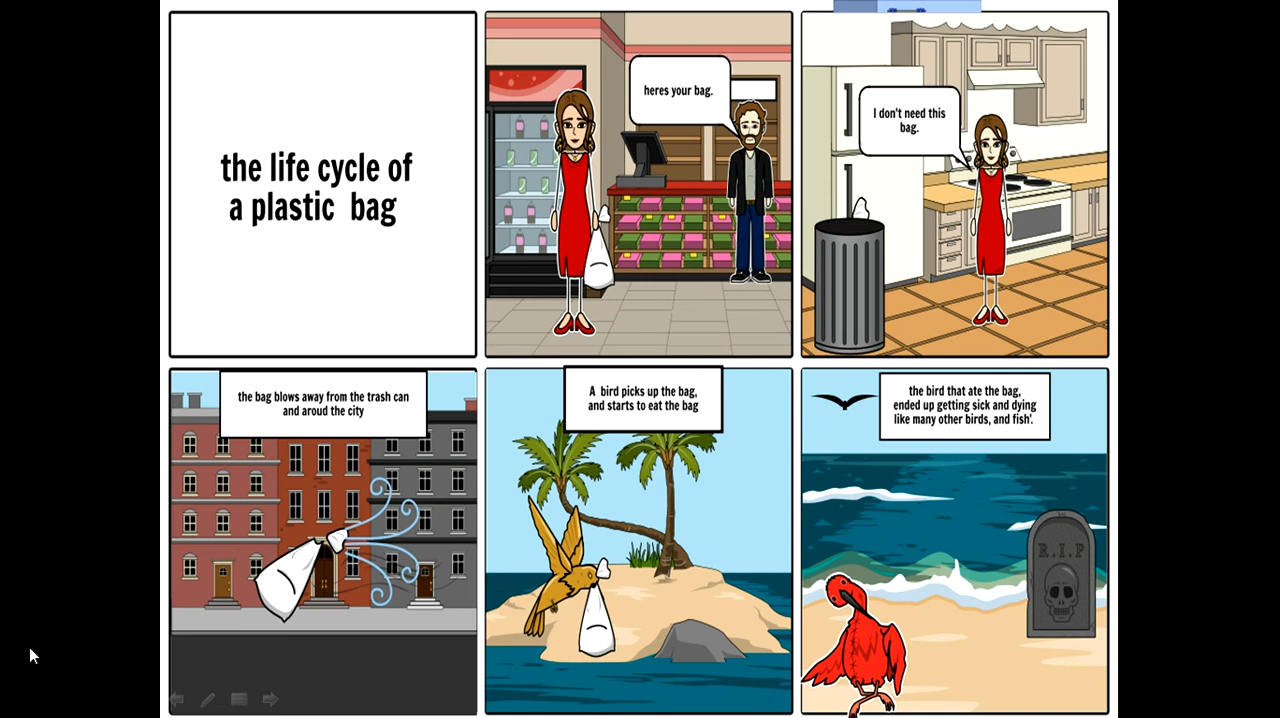 the life cycle of
a plastic bag
heres your bag.
I don't need this
bag.
the bag blows away from the trash can
and aroud the city
A bird picks up the bag,
and starts to eat the bag
the bird that ate the bag,
ended up getting sick and dying
like many other birds, and fish'.
R.I.P